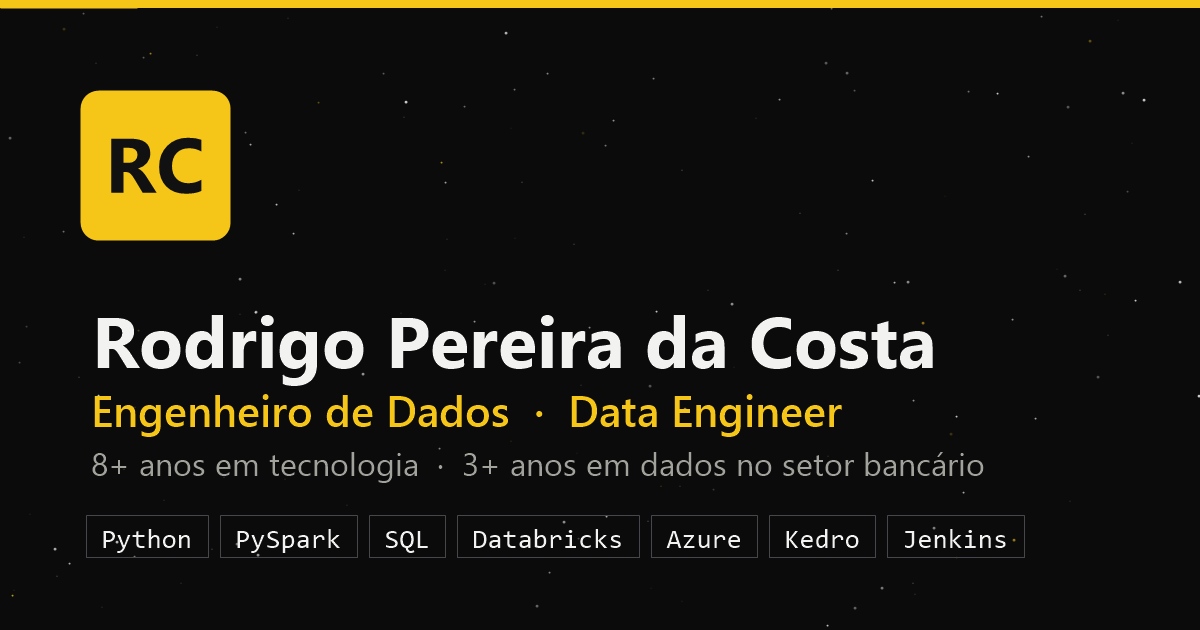 RC
Rodrigo Pereira da Costa
Engenheiro de Dados · Data Engineer
8+ anos em tecnologia · 3+ anos em dados no setor bancário
Python PySpark SQL Databricks Azure Kedro Jenkins